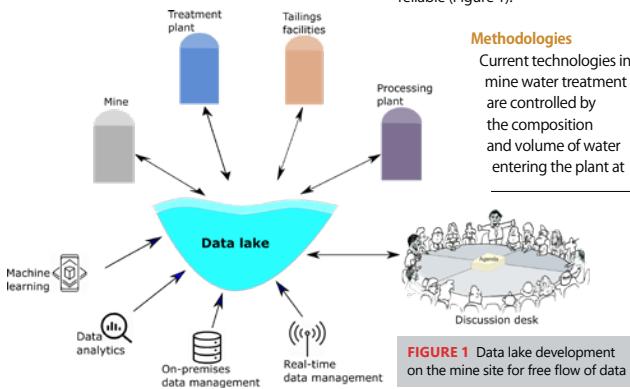 reliable (Figure 1).
Treatment
plant
Tailings
facilities
Mine
Processing
plant
Data lake
Machine
learning
Data
analytics
On-premises
data management
Real-time
data management
Agenda
Discussion desk
Methodologies
Current technologies in
mine water treatment
are controlled by
the composition
and volume of water
entering the plant at
FIGURE 1 Data lake development
on the mine site for free flow of data